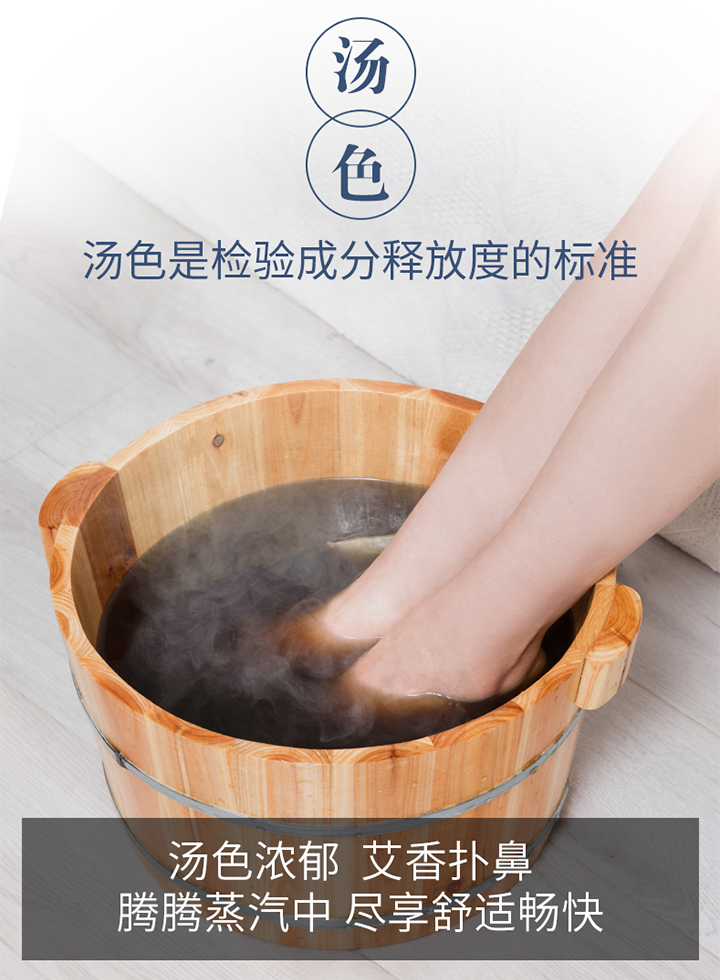 汤
色
汤色是检验成分释放度的标准
汤色浓郁 艾香扑鼻
腾腾蒸汽中 尽享舒适畅快